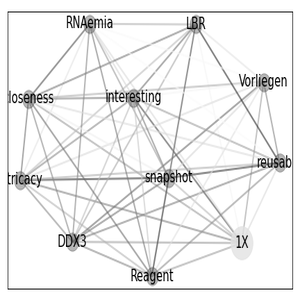 RNAemia
LBR
Vorliegen
loseness
interesting
reusab
tricacy
snapshot
DDX3
1X
Reagent